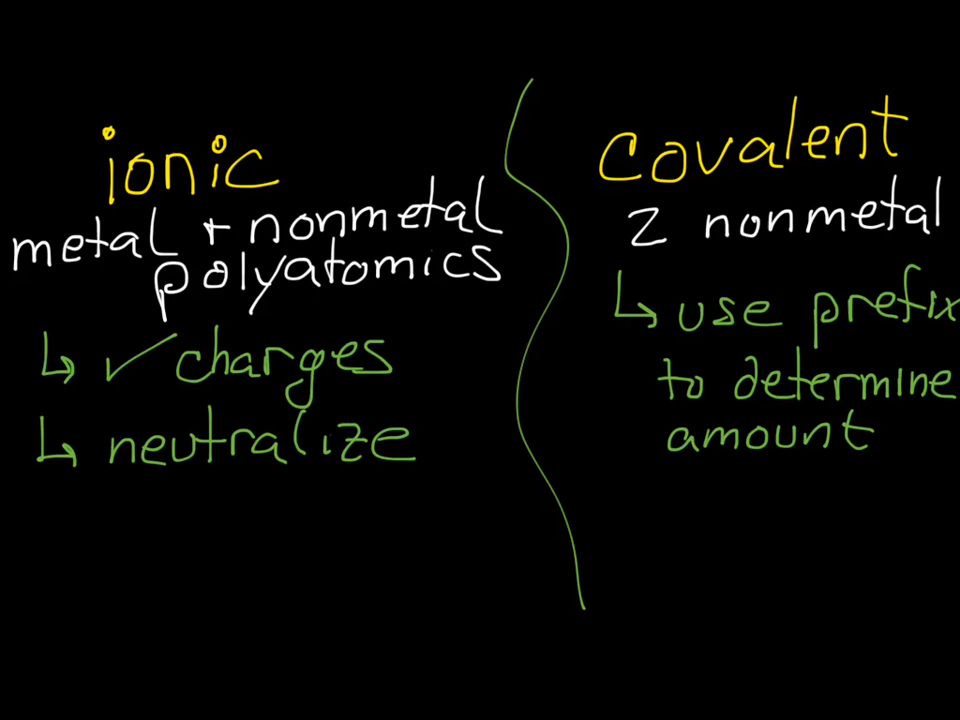 ionic
metal + nonmetal
polyatomics
↳ ✓ charges
↳ neutralize
covalent
2 nonmetal
↳ use prefix
to determine
amount